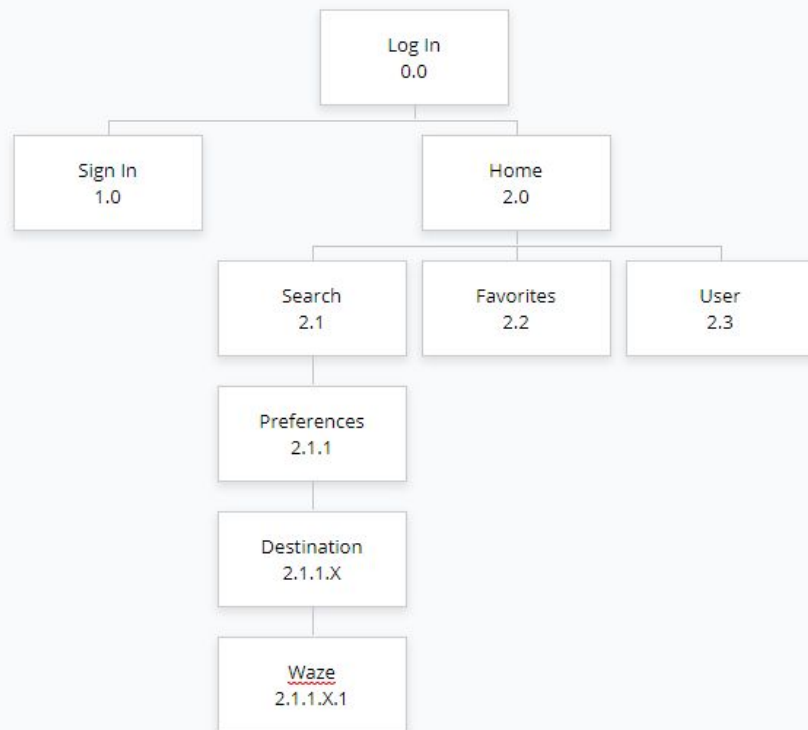 Log In
0.0
Sign In
1.0
Home
2.0
Search
2.1
Favorites
2.2
User
2.3
Preferences
2.1.1
Destination
2.1.1.X
Waze
2.1.1.X.1